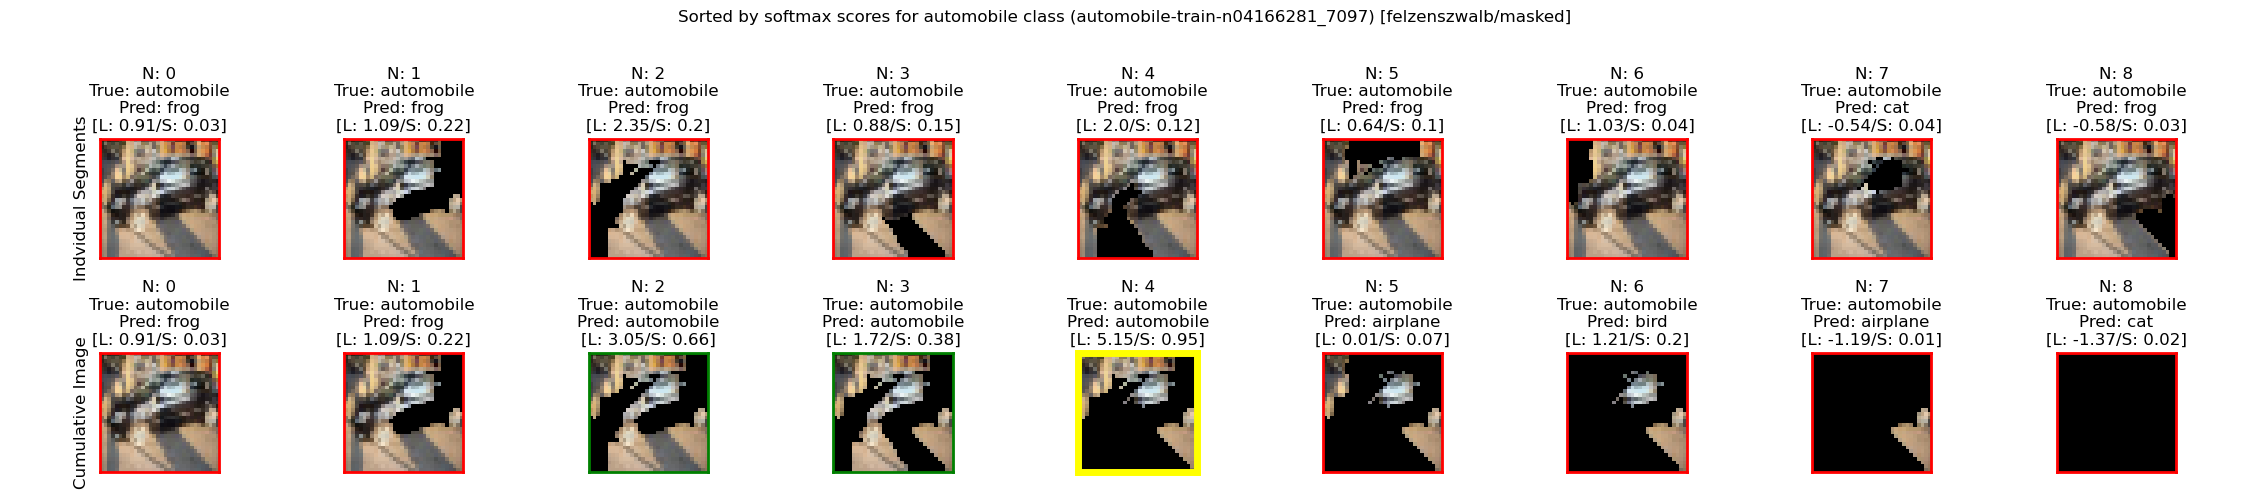 Sorted by softmax scores for automobile class (automobile-train-n04166281_7097) [felzenszwalb/masked]
Indvidual Segments
N: 0
True: automobile
Pred: frog
[L: 0.91/S: 0.03]
N: 1
True: automobile
Pred: frog
[L: 1.09/S: 0.22]
N: 2
True: automobile
Pred: frog
[L: 2.35/S: 0.2]
N: 3
True: automobile
Pred: frog
[L: 0.88/S: 0.15]
N: 4
True: automobile
Pred: frog
[L: 2.0/S: 0.12]
N: 5
True: automobile
Pred: frog
[L: 0.64/S: 0.1]
N: 6
True: automobile
Pred: frog
[L: 1.03/S: 0.04]
N: 7
True: automobile
Pred: cat
[L: -0.54/S: 0.04]
N: 8
True: automobile
Pred: frog
[L: -0.58/S: 0.03]
Cumulative Image
N: 0
True: automobile
Pred: frog
[L: 0.91/S: 0.03]
N: 1
True: automobile
Pred: frog
[L: 1.09/S: 0.22]
N: 2
True: automobile
Pred: automobile
[L: 3.05/S: 0.66]
N: 3
True: automobile
Pred: automobile
[L: 1.72/S: 0.38]
N: 4
True: automobile
Pred: automobile
[L: 5.15/S: 0.95]
N: 5
True: automobile
Pred: airplane
[L: 0.01/S: 0.07]
N: 6
True: automobile
Pred: bird
[L: 1.21/S: 0.2]
N: 7
True: automobile
Pred: airplane
[L: -1.19/S: 0.01]
N: 8
True: automobile
Pred: cat
[L: -1.37/S: 0.02]